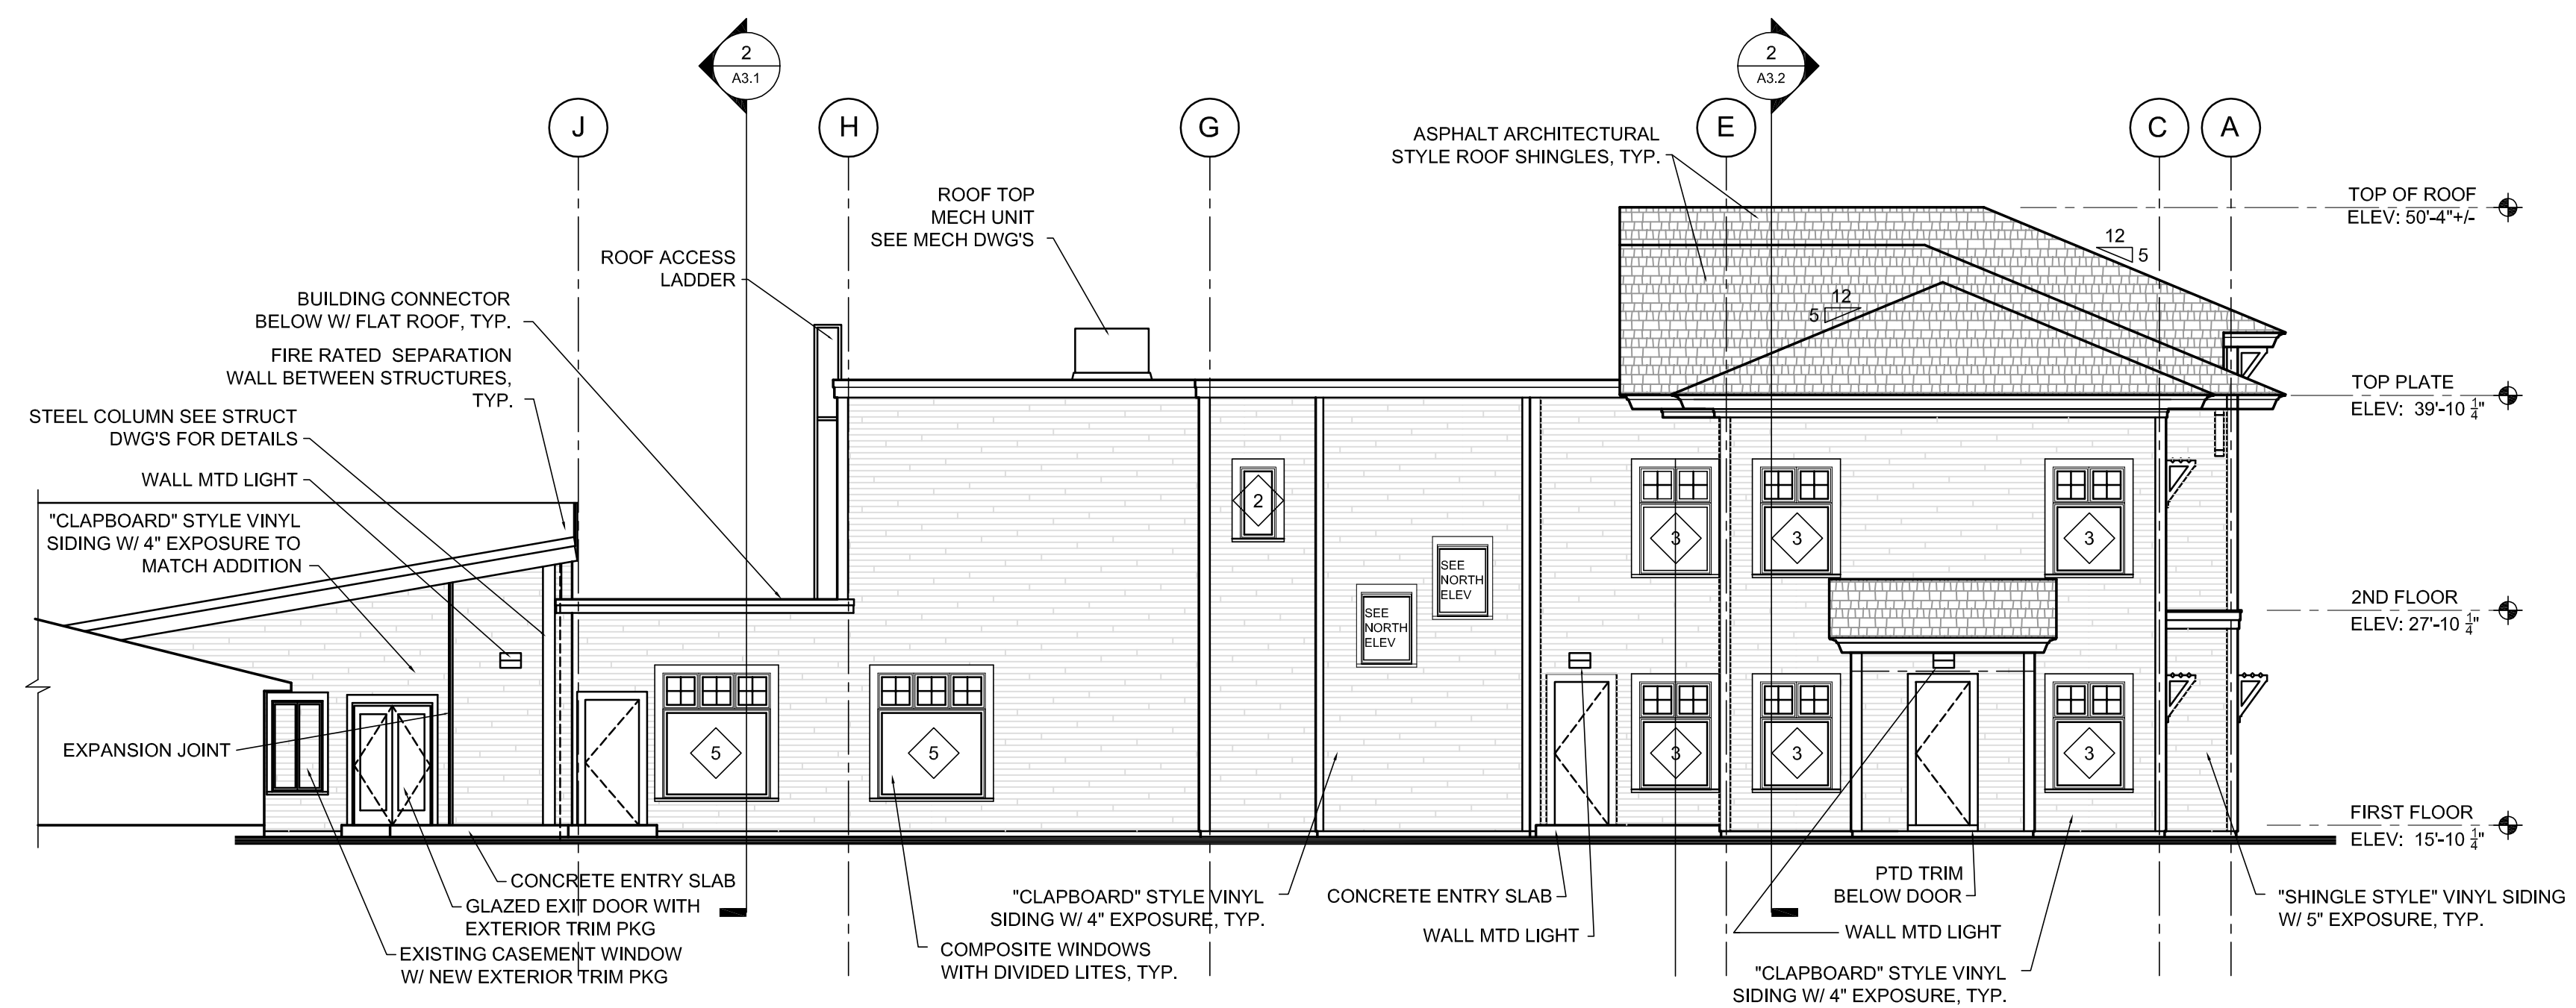 2
A3.1
2
A3.2
J
H
G
E
C
A
ASPHALT ARCHITECTURAL
STYLE ROOF SHINGLES, TYP.
ROOF TOP
MECH UNIT
SEE MECH DWG'S
ROOF ACCESS
LADDER
BUILDING CONNECTOR
BELOW W/ FLAT ROOF, TYP.
FIRE RATED SEPARATION
WALL BETWEEN STRUCTURES,
TYP.
STEEL COLUMN SEE STRUCT
DWG'S FOR DETAILS
WALL MTD LIGHT
"CLAPBOARD" STYLE VINYL
SIDING W/ 4" EXPOSURE TO
MATCH ADDITION
EXPANSION JOINT
TOP OF ROOF
ELEV: 50'-4"+/-
12
5
12
5
TOP PLATE
ELEV: 39'-10 1/4"
2ND FLOOR
ELEV: 27'-10 1/4"
FIRST FLOOR
ELEV: 15'-10 1/4"
2
3
3
3
SEE
NORTH
ELEV
SEE
NORTH
ELEV
5
5
3
3
3
CONCRETE ENTRY SLAB
GLAZED EXIT DOOR WITH
EXTERIOR TRIM PKG
EXISTING CASEMENT WINDOW
W/ NEW EXTERIOR TRIM PKG
"CLAPBOARD" STYLE VINYL
SIDING W/ 4" EXPOSURE, TYP.
COMPOSITE WINDOWS
WITH DIVIDED LITES, TYP.
CONCRETE ENTRY SLAB
WALL MTD LIGHT
PTD TRIM
BELOW DOOR
WALL MTD LIGHT
"CLAPBOARD" STYLE VINYL
SIDING W/ 4" EXPOSURE, TYP.
"SHINGLE STYLE" VINYL SIDING
W/ 5" EXPOSURE, TYP.